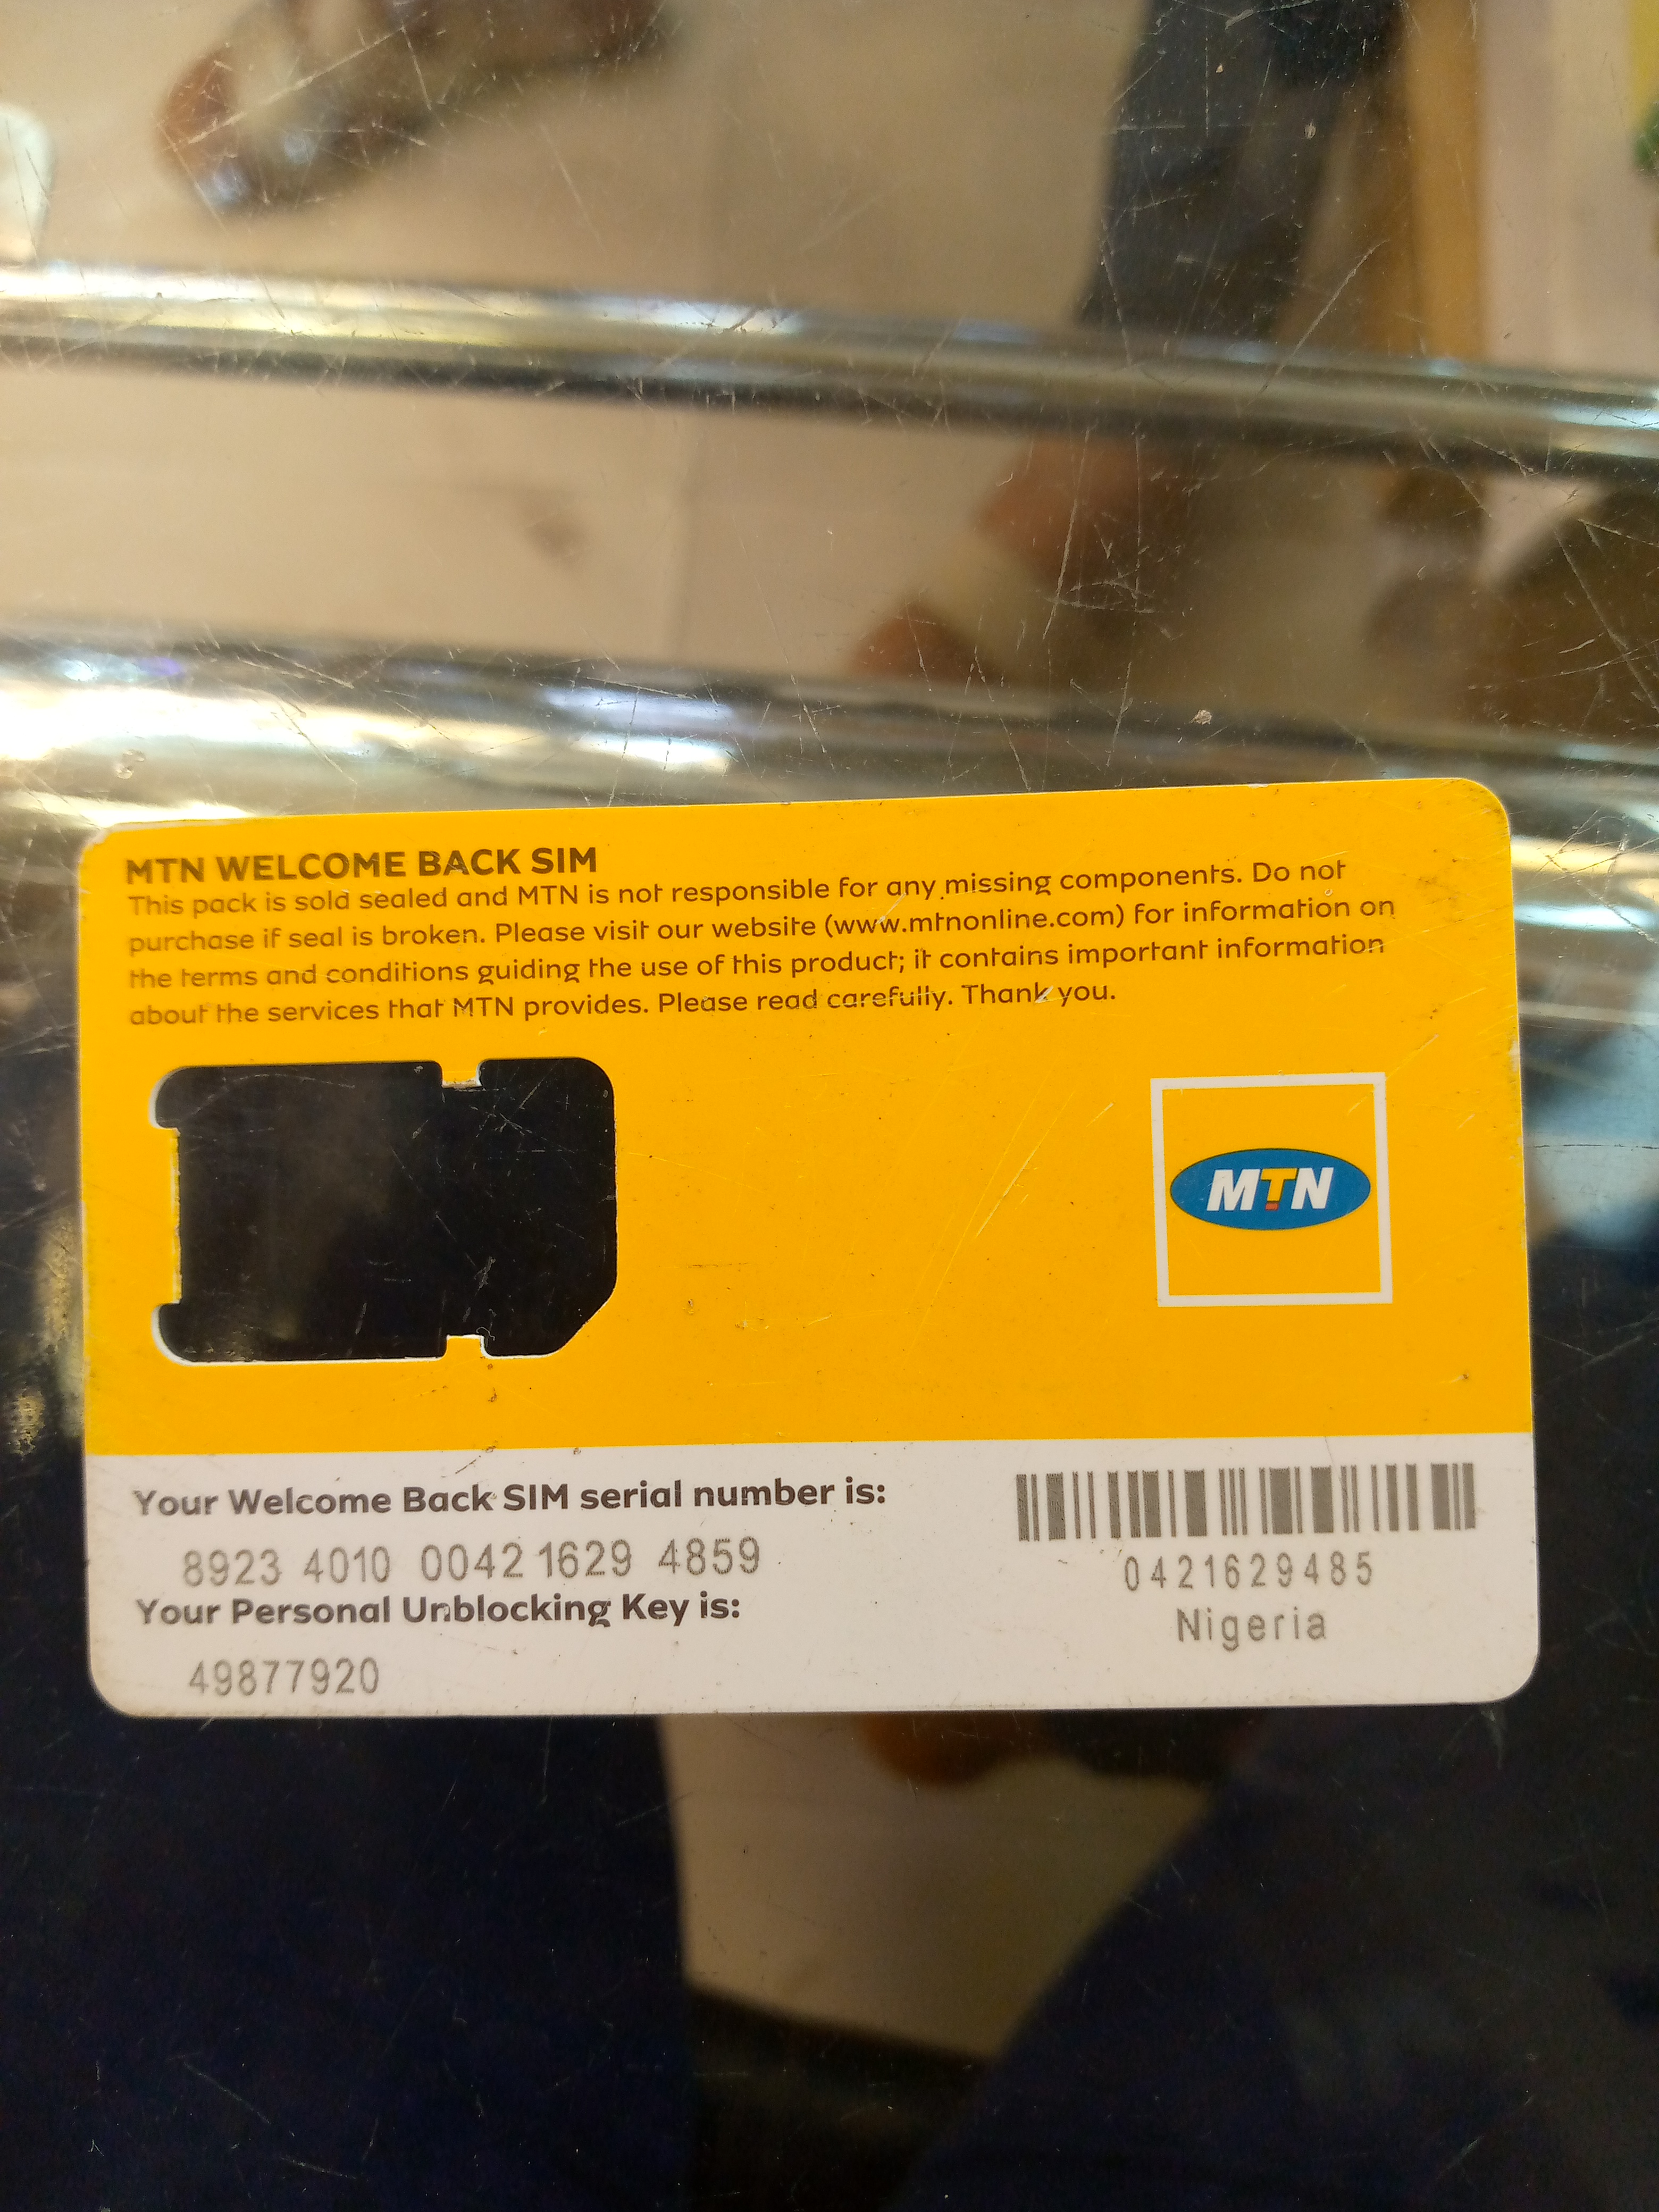 MTN WELCOME BACK SIM
This pack is sold sealed and MTN is not responsible for any missing components. Do not
purchase if seal is broken. Please visit our website (www.mtnonline.com) for information on
the terms and conditions guiding the use of this product; it contains important information
about the services that MTN provides. Please read carefully. Thank you.
MTN
Your Welcome Back SIM serial number is:
8923 4010 0042 1629 4859
Your Personal Unblocking Key is:
49877920
0421629485
Nigeria